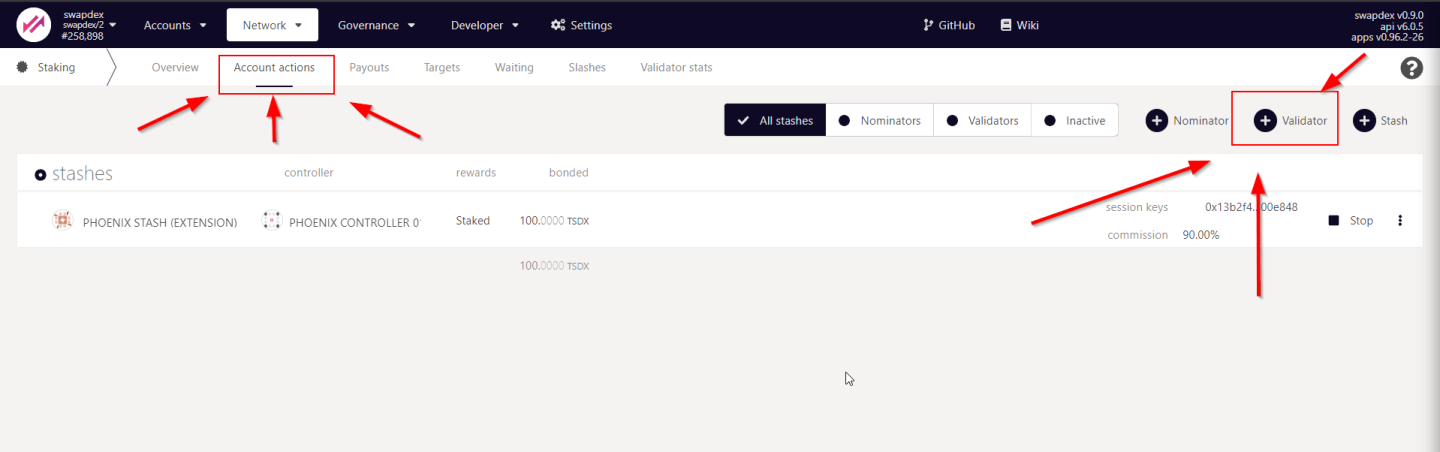 swapdex
swapdex/2
#258,898
Accounts
Network
Governance
Developer
Settings
GitHub
Wiki
swapdex v0.9.0
api v6.0.5
apps v0.96.2-26
Staking
Overview
Account actions
Payouts
Targets
Waiting
Slashes
Validator stats
All stashes
Nominators
Validators
Inactive
Nominator
Validator
Stash
stashes
controller
rewards
bonded
PHOENIX STASH (EXTENSION)
PHOENIX CONTROLLER 0
Staked
100.0000 TSDX
session keys
commission
90.00%
Stop
100.0000 TSDX